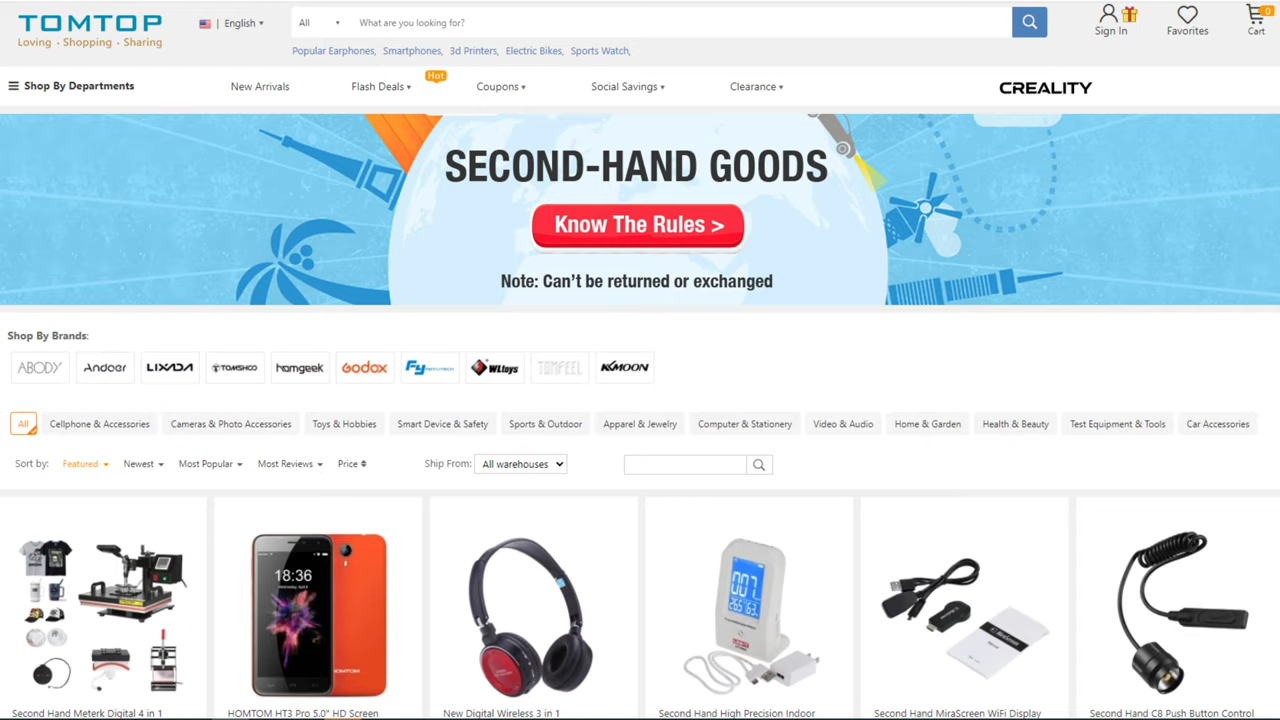 TOMTOP
Loving · Shopping · Sharing
English
All
What are you looking for?
Popular Earphones, Smartphones, 3d Printers, Electric Bikes, Sports Watch,
Sign In
Favorites
0
Cart
Shop By Departments
New Arrivals
Flash Deals
Hot
Coupons
Social Savings
Clearance
CREALITY
SECOND-HAND GOODS
Know The Rules >
Note: Can't be returned or exchanged
Shop By Brands:
ABODY
Andoer
LIXADA
TOMSHOO
homgeek
Godox
WLtoys
TOMFEEL
KKMOON
All
Cellphone & Accessories
Cameras & Photo Accessories
Toys & Hobbies
Smart Device & Safety
Sports & Outdoor
Apparel & Jewelry
Computer & Stationery
Video & Audio
Home & Garden
Health & Beauty
Test Equipment & Tools
Car Accessories
Sort by:
Featured
Newest
Most Popular
Most Reviews
Price
Ship From:
All warehouses
18:36
HOMTOM
007
Second Hand Meterk Digital 4 in 1
HOMTOM HT3 Pro 5.0" HD Screen
New Digital Wireless 3 in 1
Second Hand High Precision Indoor
Second Hand MiraScreen WiFi Display
Second Hand C8 Push Button Control